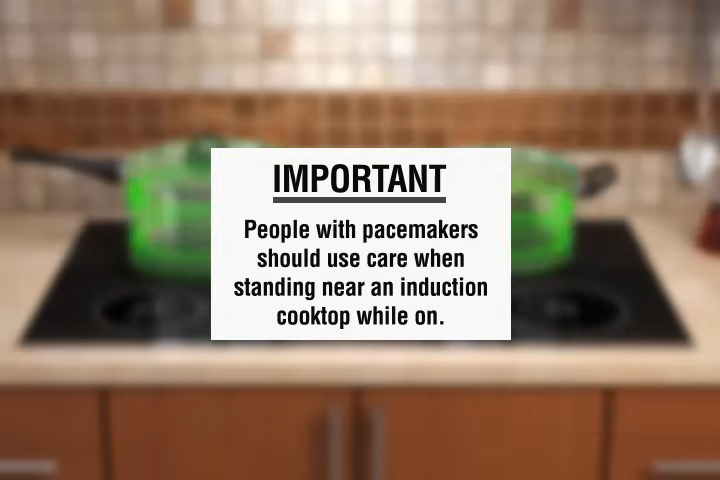 IMPORTANT
People with pacemakers
should use care when
standing near an induction
cooktop while on.